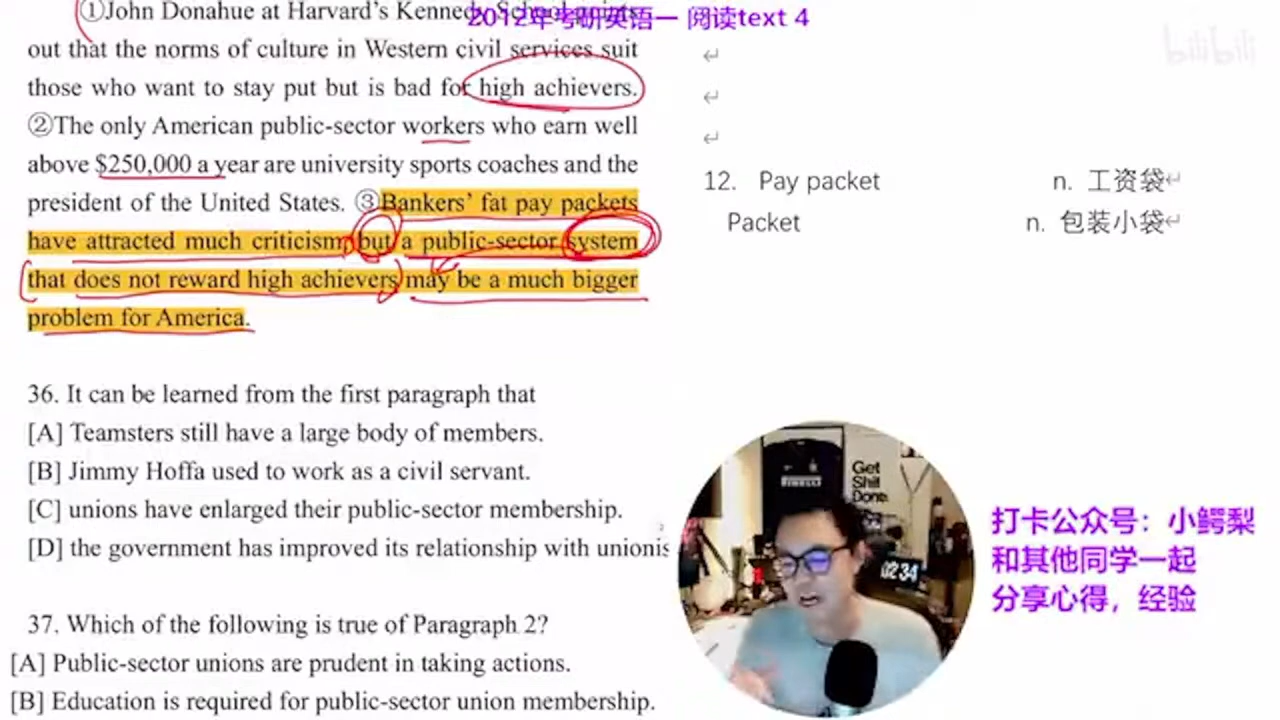 ①John Donahue at Harvard's Kennedy School points
2012年考研英语一 阅读text 4
bilibili
out that the norms of culture in Western civil services suit
those who want to stay put but is bad for high achievers.
②The only American public-sector workers who earn well
above $250,000 a year are university sports coaches and the
president of the United States. ③Bankers' fat pay packets
have attracted much criticism, but a public-sector system
that does not reward high achievers may be a much bigger
problem for America.
12. Pay packet n. 工资袋
Packet n. 包装小袋
36. It can be learned from the first paragraph that
[A] Teamsters still have a large body of members.
[B] Jimmy Hoffa used to work as a civil servant.
[C] unions have enlarged their public-sector membership.
[D] the government has improved its relationship with unionis
37. Which of the following is true of Paragraph 2?
[A] Public-sector unions are prudent in taking actions.
[B] Education is required for public-sector union membership.
Get
Shit
Done.
PIRELLI
02:34
打卡公众号：小鳄梨
和其他同学一起
分享心得，经验